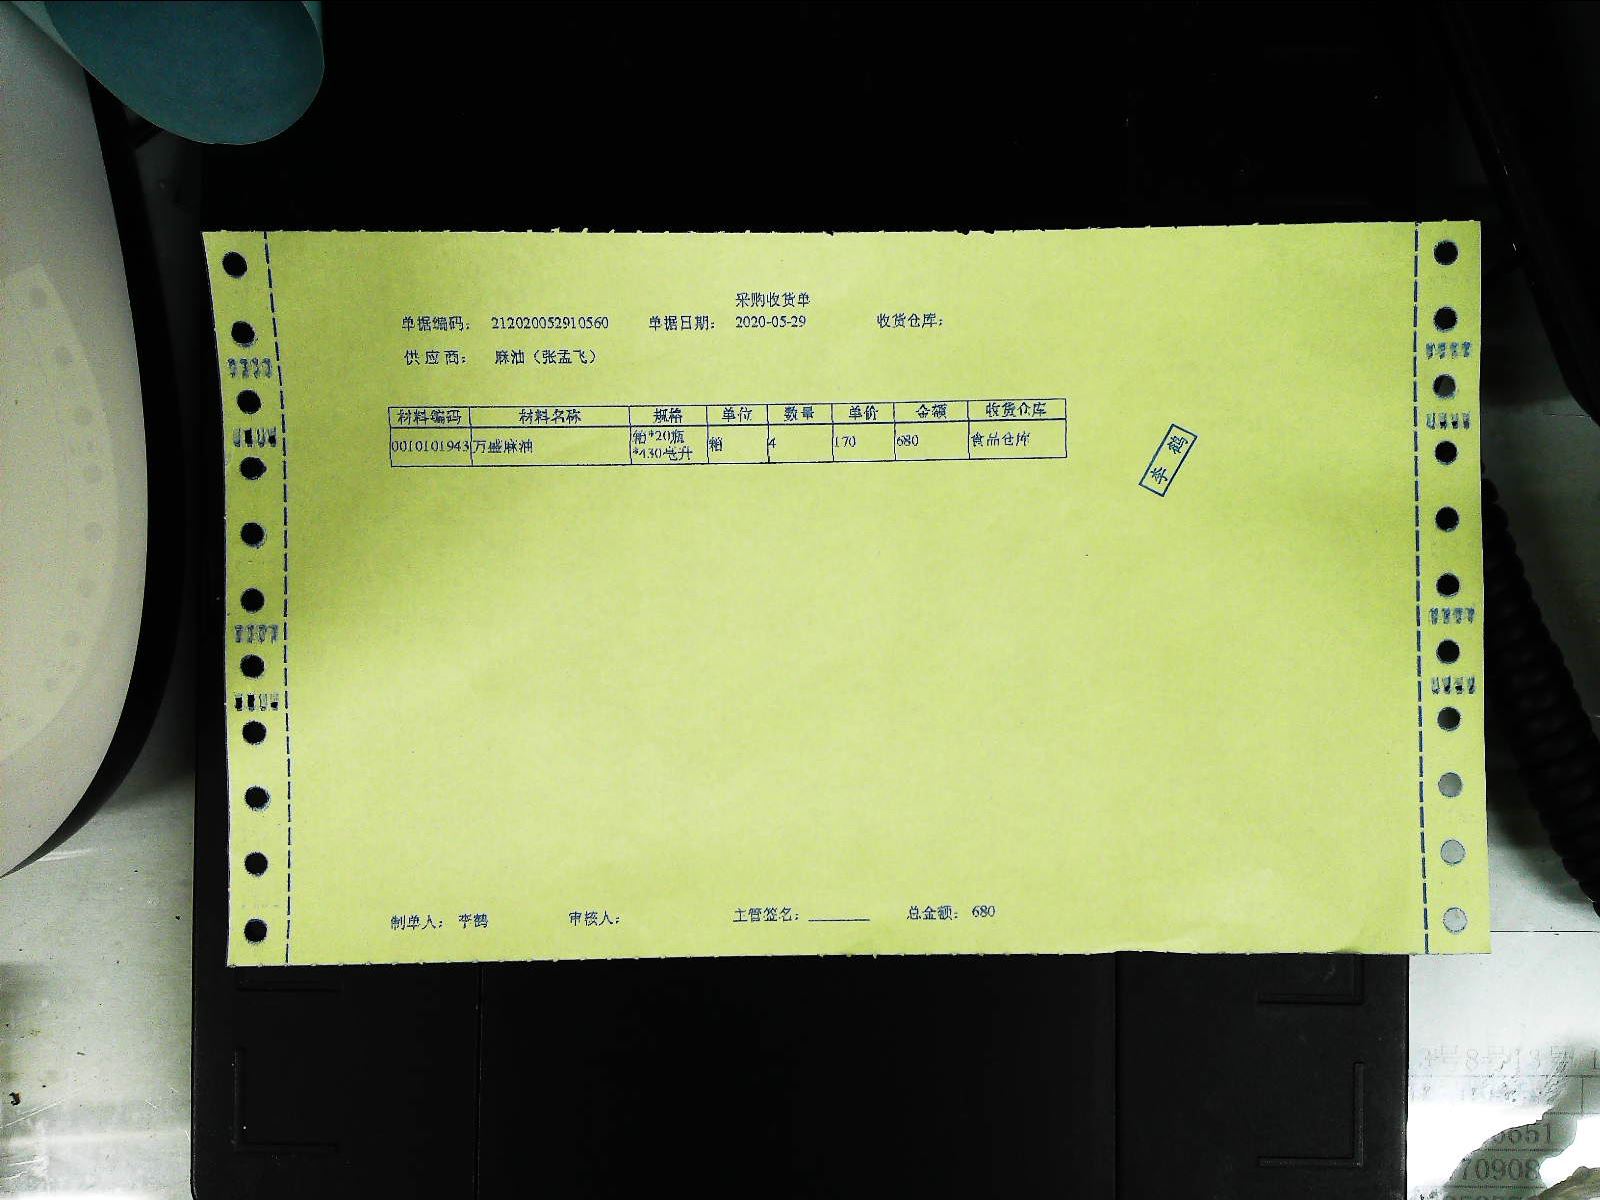 采购收货单
单据编码： 212020052910560 单据日期： 2020-05-29 收货仓库：
供应商： 麻油（张孟飞）
材料编码 材料名称 规格 单位 数量 单价 金额 收货仓库
0010101943 万盛麻油 箱*20瓶*430毫升 箱 4 170 680 食品仓库
李鹤
制单人： 李鹤 审核人： 主管签名：________ 总金额： 680
70908